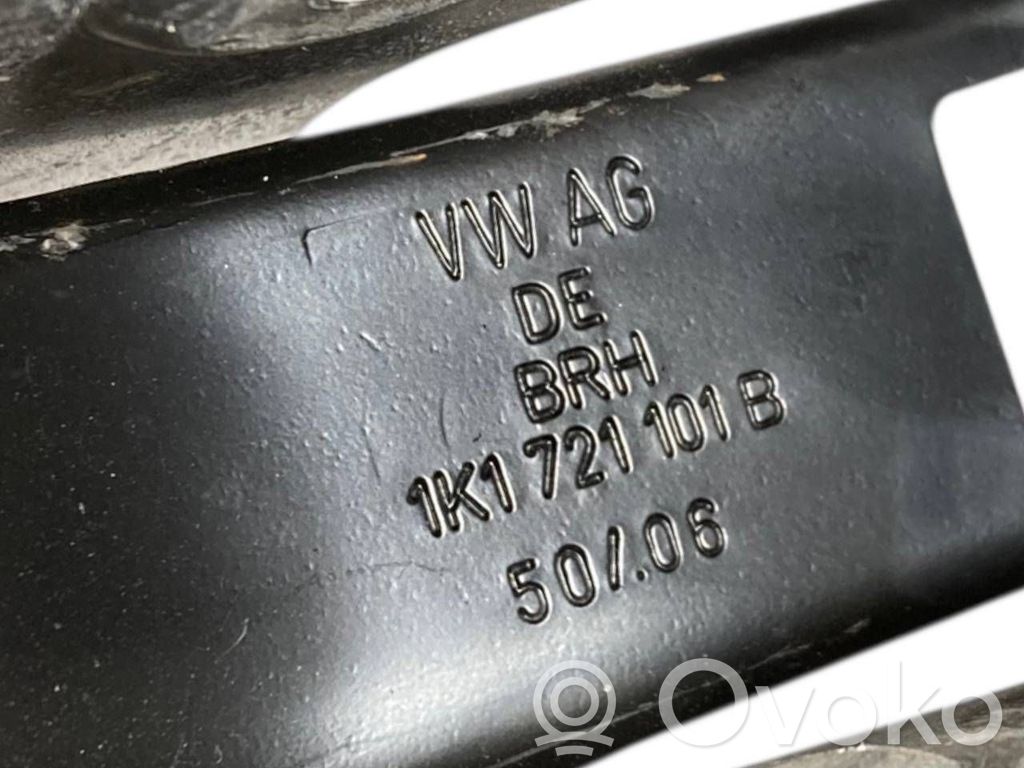 VW AG
DE
BRH
1K1 721 101 B
50/.06
Ovoko